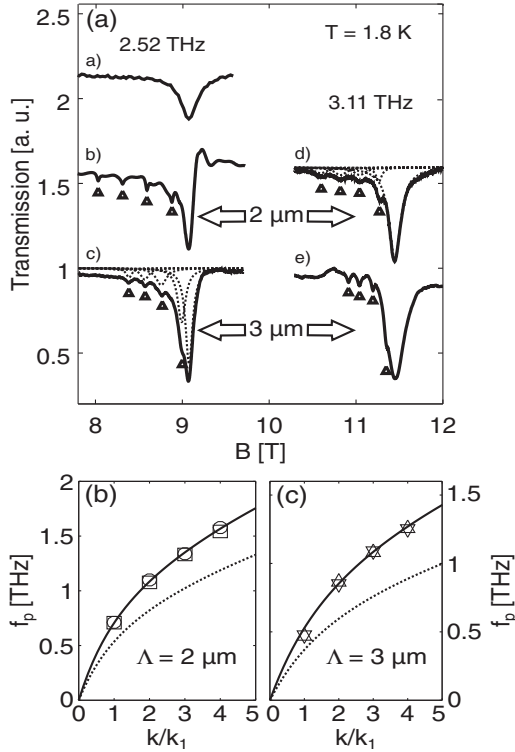 (a)
2.52 THz
T = 1.8 K
a)
3.11 THz
b)
d)
2 μm
c)
e)
3 μm
Transmission [a. u.]
2.5
2
1.5
1
0.5
8 9 10 11 12
B [T]
(b)
f_p [THz]
2
1.5
1
0.5
0
Λ = 2 μm
0 1 2 3 4 5
k/k_1
(c)
1.5
1
0.5
0
f_p [THz]
Λ = 3 μm
0 1 2 3 4 5
k/k_1